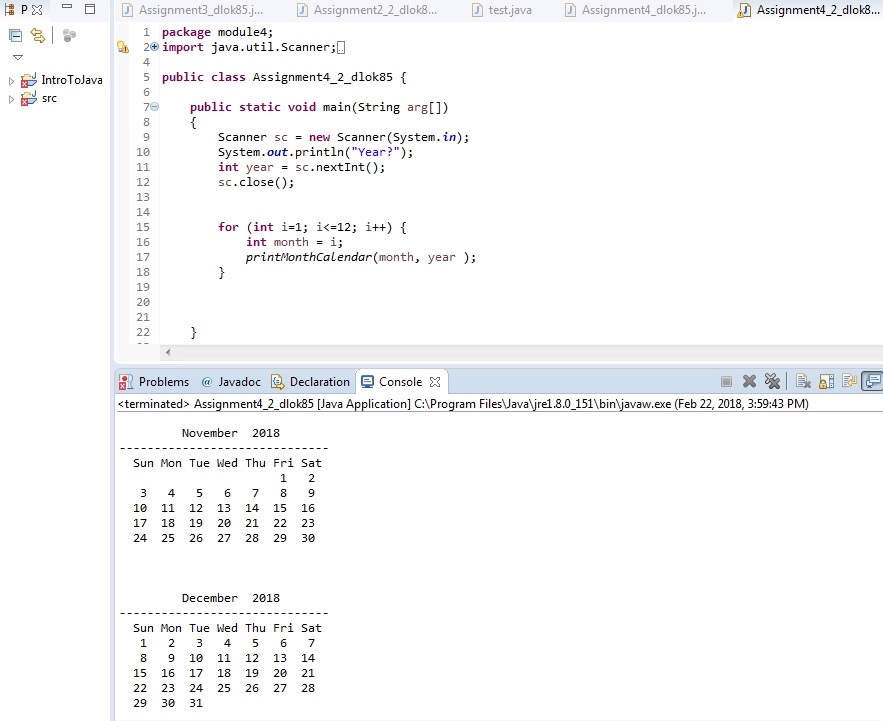 P
Assignment3_dlok85.j...
Assignment2_2_dlok8...
test.java
Assignment4_dlok85.j...
Assignment4_2_dlok8...
IntroToJava
src
1 package module4;
2 import java.util.Scanner;
4
5 public class Assignment4_2_dlok85 {
6
7 public static void main(String arg[])
8 {
9 Scanner sc = new Scanner(System.in);
10 System.out.println("Year?");
11 int year = sc.nextInt();
12 sc.close();
13
14
15 for (int i=1; i<=12; i++) {
16 int month = i;
17 printMonthCalendar(month, year );
18 }
19
20
21
22 }
Problems @ Javadoc Declaration Console
<terminated> Assignment4_2_dlok85 [Java Application] C:\Program Files\Java\jre1.8.0_151\bin\javaw.exe (Feb 22, 2018, 3:59:43 PM)
November 2018
------------------------------
Sun Mon Tue Wed Thu Fri Sat
1 2
3 4 5 6 7 8 9
10 11 12 13 14 15 16
17 18 19 20 21 22 23
24 25 26 27 28 29 30
December 2018
------------------------------
Sun Mon Tue Wed Thu Fri Sat
1 2 3 4 5 6 7
8 9 10 11 12 13 14
15 16 17 18 19 20 21
22 23 24 25 26 27 28
29 30 31